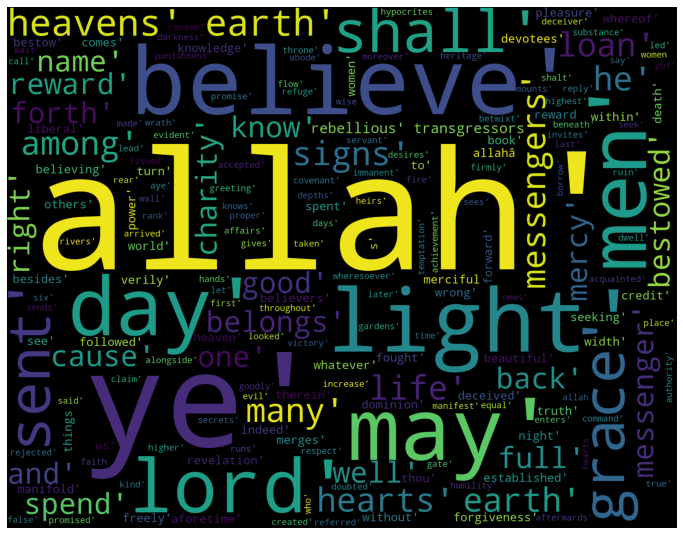 heavens' earth'
shall'
hypocrites
pleasure'
deceiver'
whereof'
substance'
led'
ransom
darkness'
bestow'
comes'
wait'
call'
punishment
knowledge'
throne'
abode
devotees'
loan'
women'
believe'
name'
he'
reward'
forth'
women
moreover'
heritage'
say'
put'
flow'
refuge'
promise'
wise
mounts'
reply'
shalt'
highest'
death'
made'
wrath'
evident'
among'
know'
rebellious'
transgressors
reward
beneath
within'
liberal'
lead'
signs'
servant'
desires'
book'
invites'
betwixt'
last'
seek'
believing'
issued'
accepted'
immanent'
to'
allahâ
firmly'
messengers'
men'
right'
others'
rear'
turn'
aye'
charity'
greeting'
covenant'
spent'
fire'
borrow'
ruin'
bestowed'
allah'
power'
wall'
rank'
world'
knows'
depths'
proper'
heirs'
days'
-s'
sees'
mercy'
dwell'
rivers'
arrived'
affairs'
gives'
taken'
temptation'
achievement'
forward'
acquainted'
besides'
verily'
hands'
good'
wheresoever'
merciful
wrong'
credit'
six'
let'
first'
believers'
later'
news'
seeking'
place'
day'
light'
sent'
sends'
see'
followed'
belongs'
throughout'
heaven'
looked'
victory'
gardens'
time'
fought'
beautiful'
width'
cause'
alongside'
one'
whatever'
life'
deceived'
back'
authority'
said'
claim'
ye'
goodly'
evil'
therein'
increase'
dominion'
manifest'
equal'
allah
truth'
enters'
command'
grace'
messenger'
things
many'
may'
rejected'
secrets'
indeed'
night'
higher'
runs'
merges'
respect'
well'
thou'
gate'
full'
established'
hearts
and'
us'
faith
revelation'
doubted'
humility'
manifold'
kind'
lord'
hearts'
earth'
true'
spend'
who'
forgiveness'
afterwards'
false'
promised'
freely'
aforetime'
created'
referred'
without'